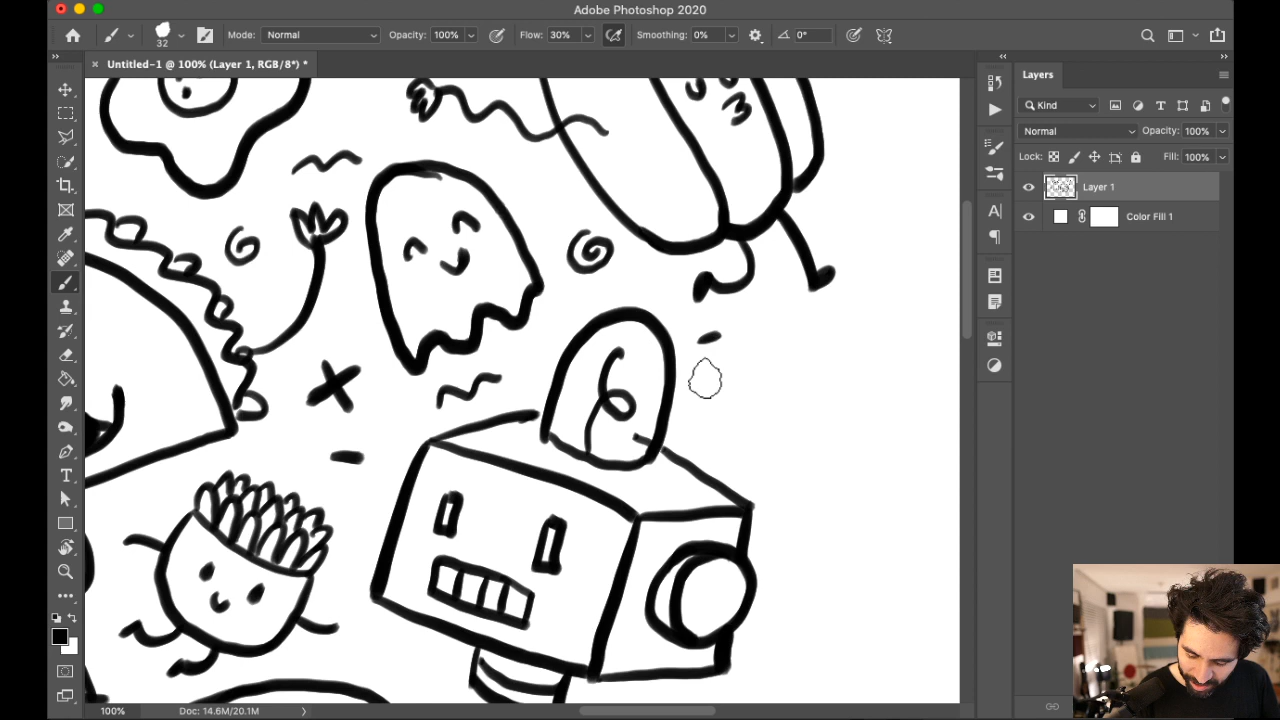 Adobe Photoshop 2020
32
Mode: Normal
Opacity: 100%
Flow: 30%
Smoothing: 0%
0°
Untitled-1 @ 100% (Layer 1, RGB/8*) *
Layers
Kind
Normal
Opacity: 100%
Lock:
Fill: 100%
Layer 1
Color Fill 1
100%
Doc: 14.6M/20.1M